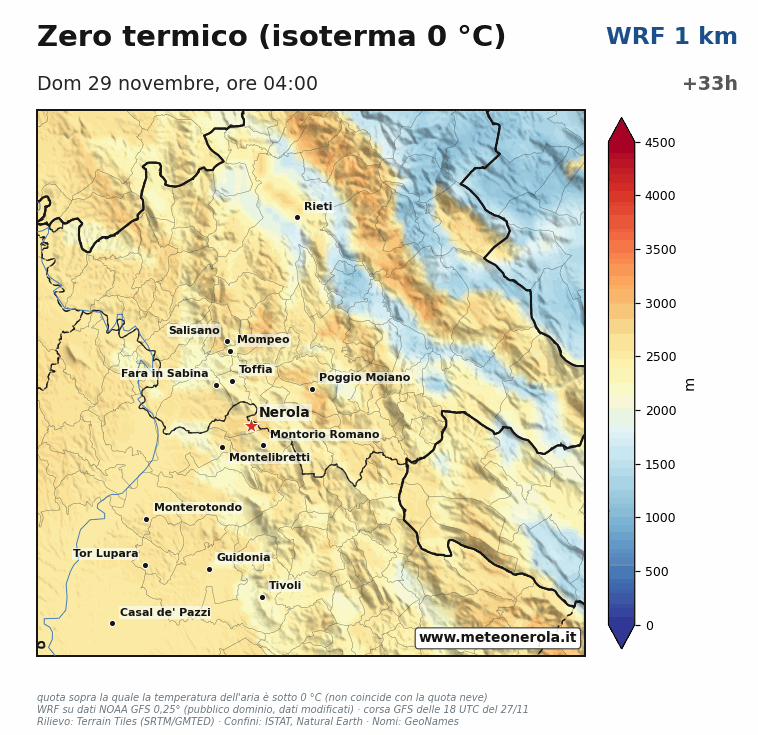 Zero termico (isoterma 0 °C)
WRF 1 km
Dom 29 novembre, ore 04:00
+33h
Rieti
Salisano
Mompeo
Fara in Sabina
Toffia
Poggio Moiano
Nerola
Montorio Romano
Montelibretti
Monterotondo
Tor Lupara
Guidonia
Tivoli
Casal de' Pazzi
www.meteonerola.it
4500
4000
3500
3000
2500
2000
1500
1000
500
0
m
quota sopra la quale la temperatura dell'aria è sotto 0 °C (non coincide con la quota neve)
WRF su dati NOAA GFS 0,25° (pubblico dominio, dati modificati) · corsa GFS delle 18 UTC del 27/11
Rilievo: Terrain Tiles (SRTM/GMTED) · Confini: ISTAT, Natural Earth · Nomi: GeoNames